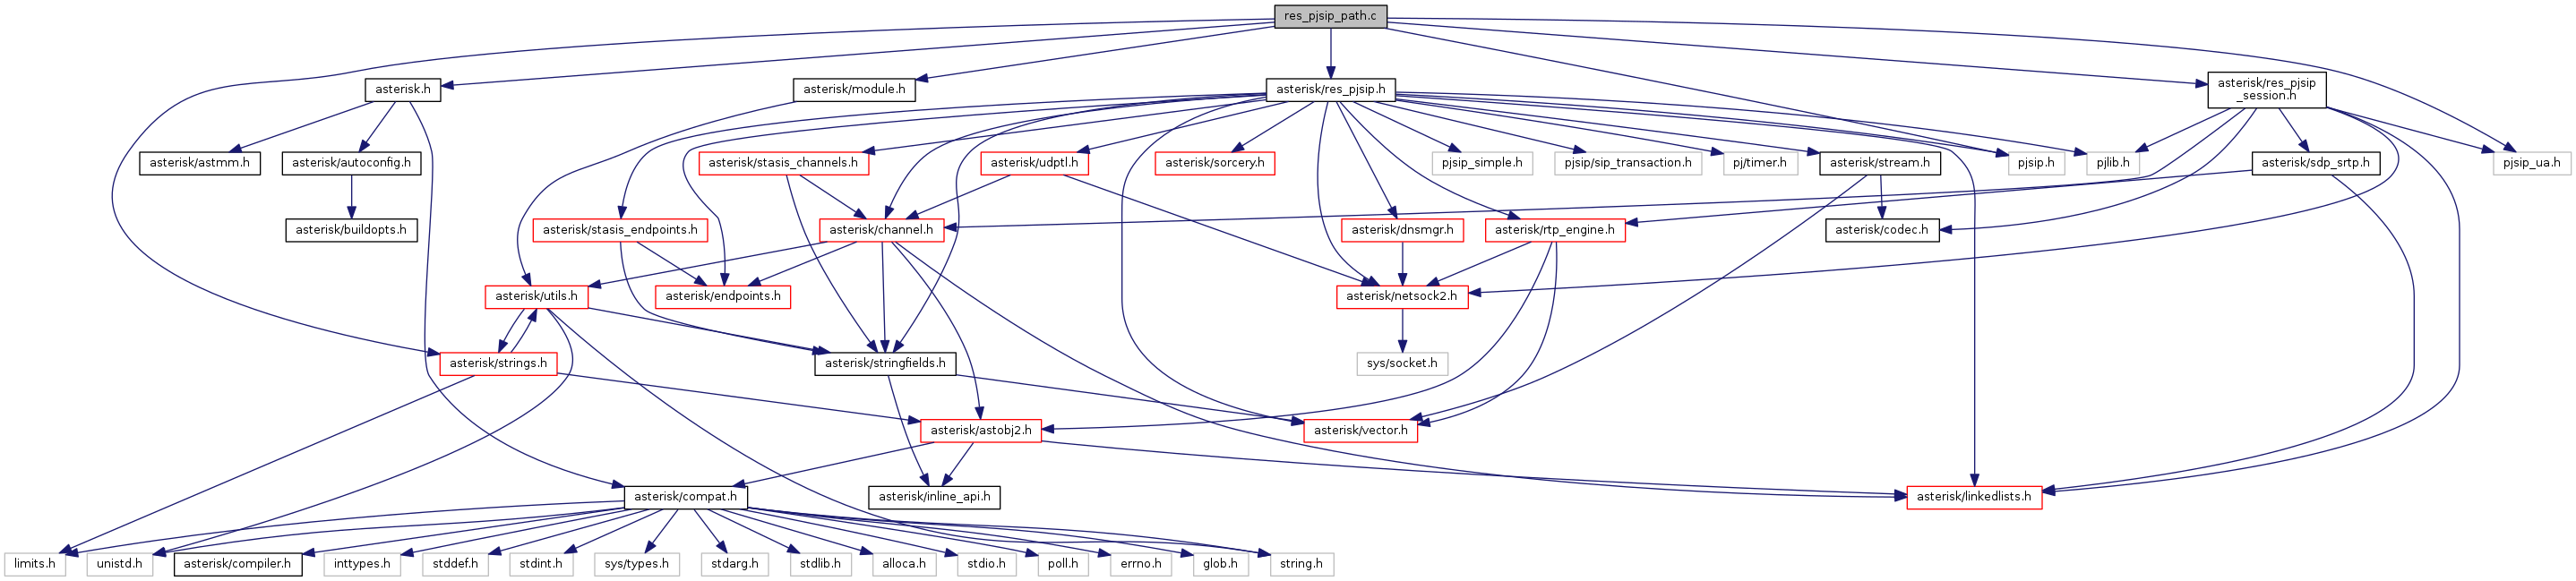 res_pjsip_path.c
asterisk.h
asterisk/module.h
asterisk/res_pjsip.h
asterisk/res_pjsip
_session.h
asterisk/astmm.h
asterisk/autoconfig.h
asterisk/stasis_channels.h
asterisk/udptl.h
asterisk/sorcery.h
pjsip_simple.h
pjsip/sip_transaction.h
pj/timer.h
asterisk/stream.h
pjsip.h
pjlib.h
asterisk/sdp_srtp.h
pjsip_ua.h
asterisk/buildopts.h
asterisk/stasis_endpoints.h
asterisk/channel.h
asterisk/dnsmgr.h
asterisk/rtp_engine.h
asterisk/codec.h
asterisk/utils.h
asterisk/endpoints.h
asterisk/netsock2.h
asterisk/strings.h
asterisk/stringfields.h
sys/socket.h
asterisk/astobj2.h
asterisk/vector.h
asterisk/compat.h
asterisk/inline_api.h
asterisk/linkedlists.h
limits.h
unistd.h
asterisk/compiler.h
inttypes.h
stddef.h
stdint.h
sys/types.h
stdarg.h
stdlib.h
alloca.h
stdio.h
poll.h
errno.h
glob.h
string.h